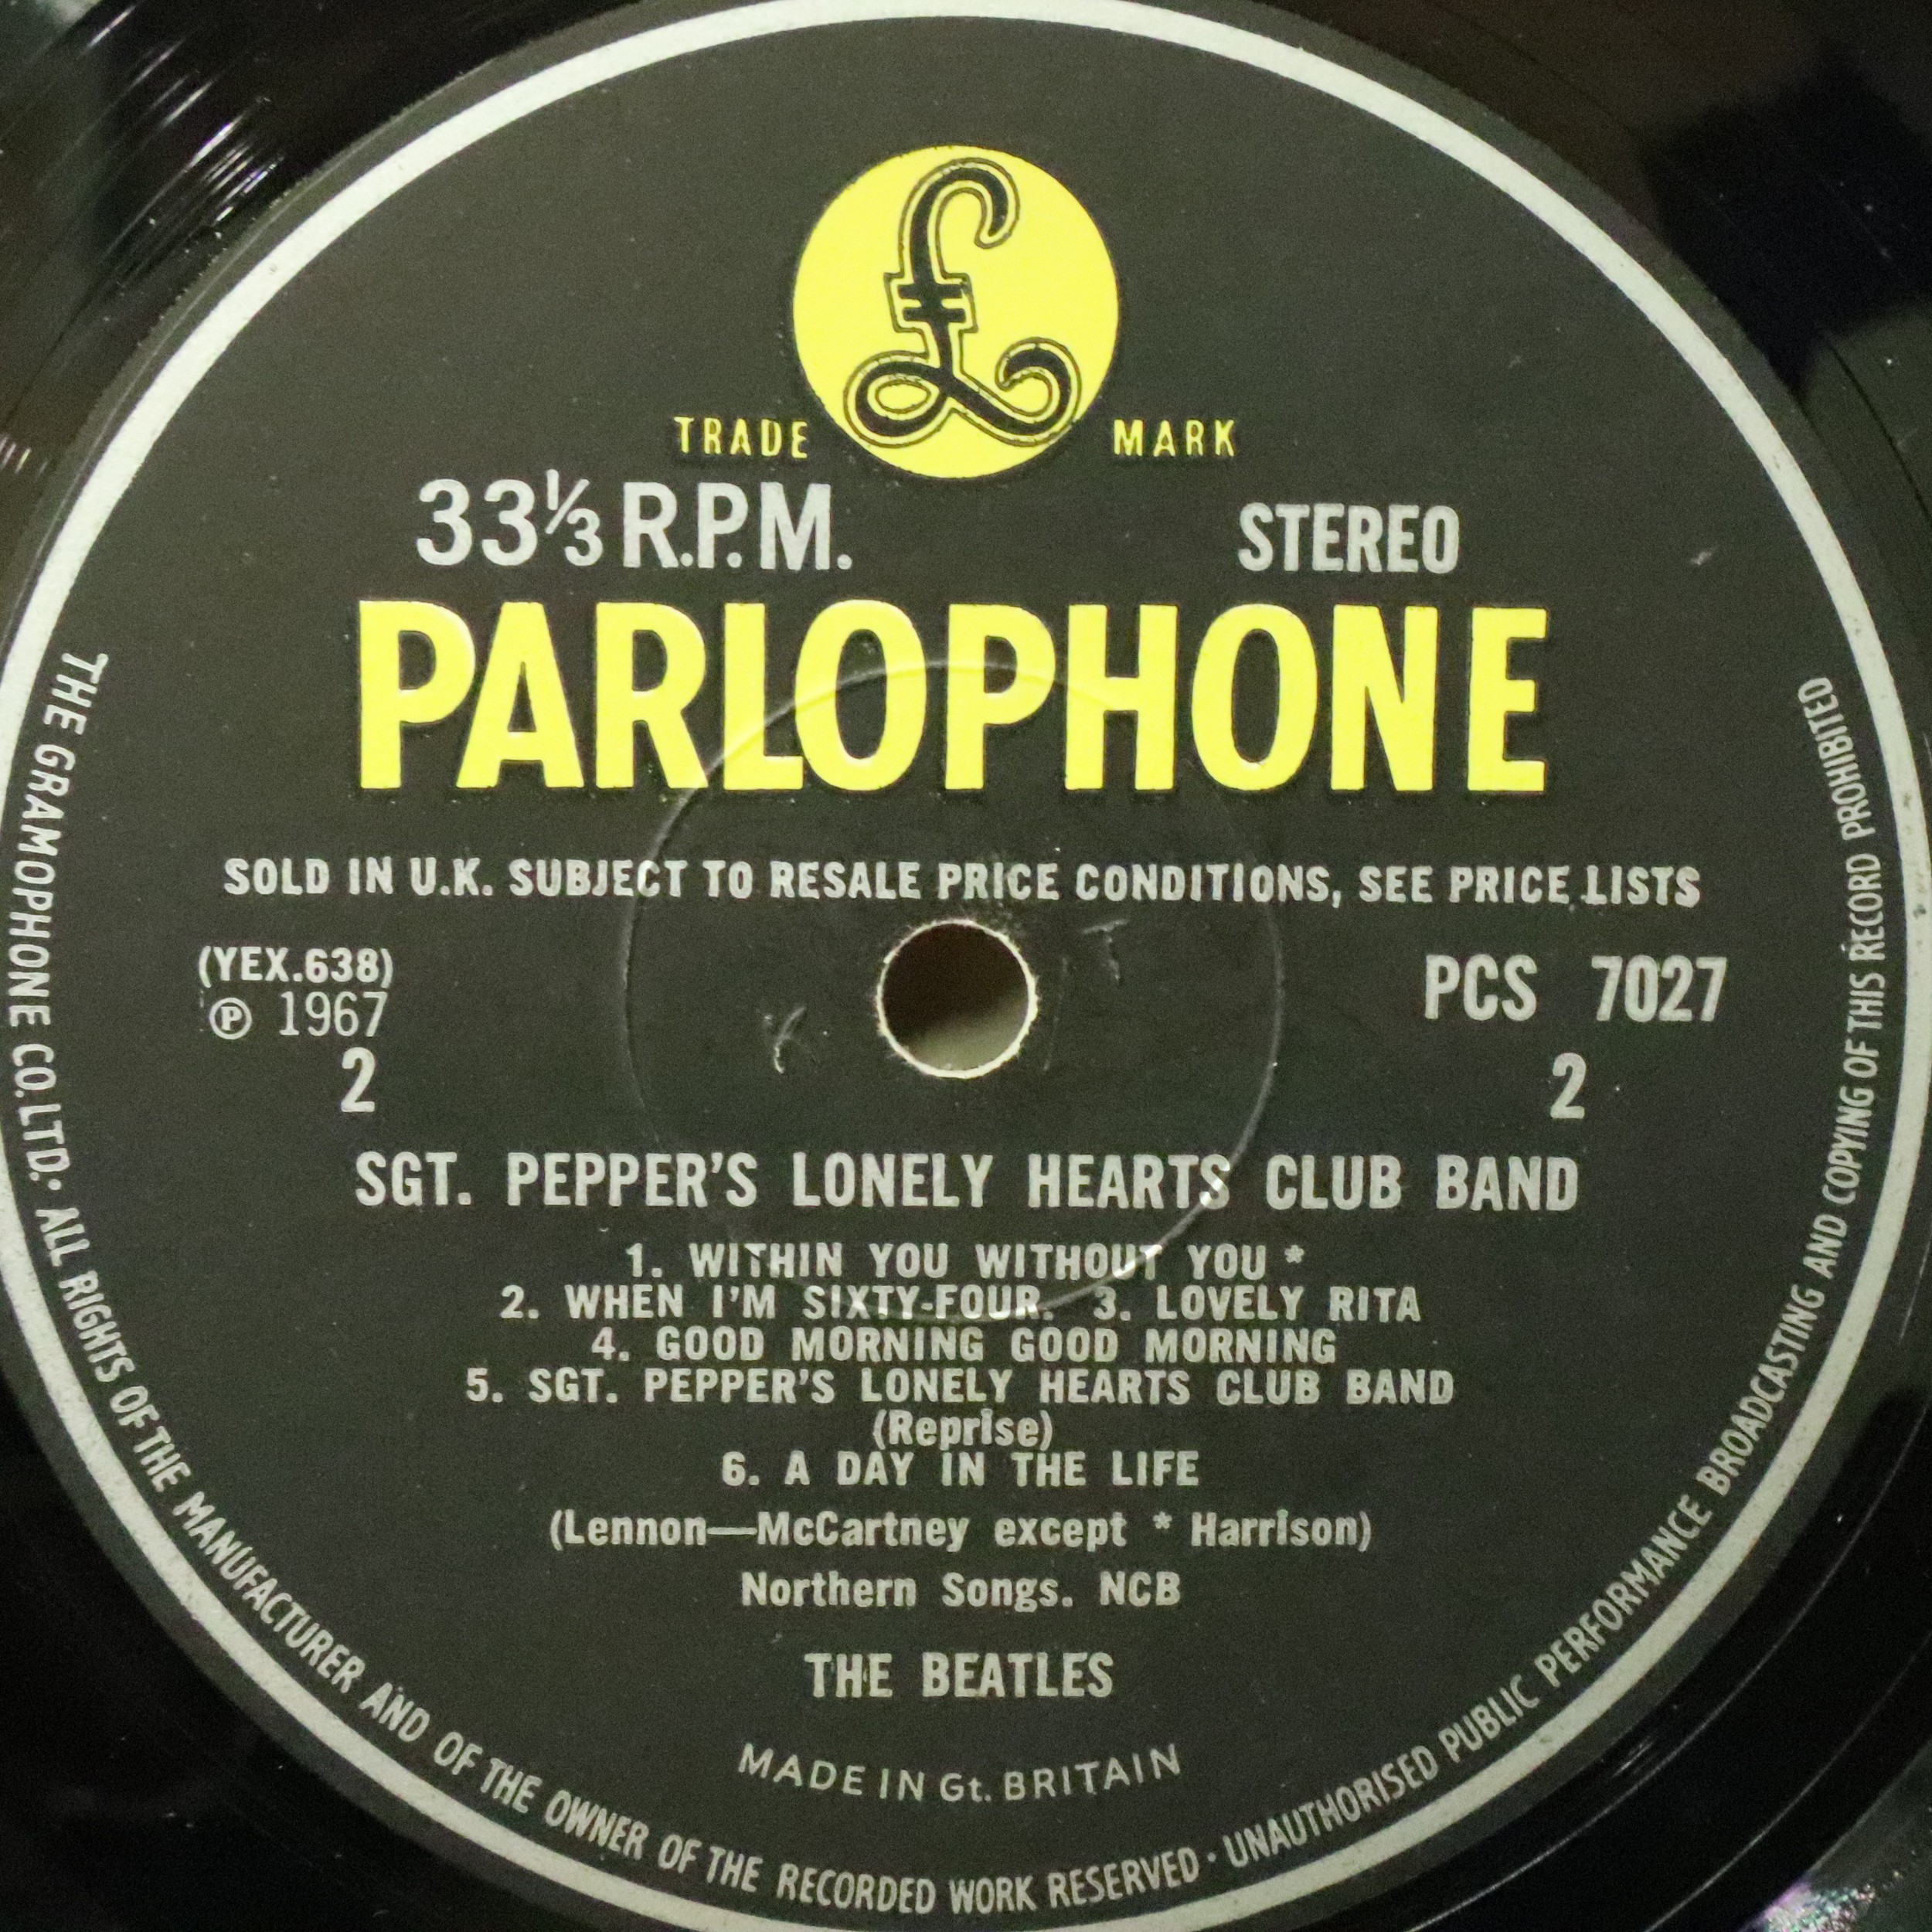 £
TRADE MARK
33⅓ R.P.M. STEREO
PARLOPHONE
SOLD IN U.K. SUBJECT TO RESALE PRICE CONDITIONS, SEE PRICE LISTS
(YEX.638)
℗ 1967
2
PCS 7027
2
SGT. PEPPER'S LONELY HEARTS CLUB BAND
1. WITHIN YOU WITHOUT YOU *
2. WHEN I'M SIXTY-FOUR. 3. LOVELY RITA
4. GOOD MORNING GOOD MORNING
5. SGT. PEPPER'S LONELY HEARTS CLUB BAND
(Reprise)
6. A DAY IN THE LIFE
(Lennon—McCartney except * Harrison)
Northern Songs. NCB
THE BEATLES
MADE IN Gt. BRITAIN
THE GRAMOPHONE CO. LTD. · ALL RIGHTS OF THE MANUFACTURER AND OF THE OWNER OF THE RECORDED WORK RESERVED · UNAUTHORISED PUBLIC PERFORMANCE BROADCASTING AND COPYING OF THIS RECORD PROHIBITED
K T